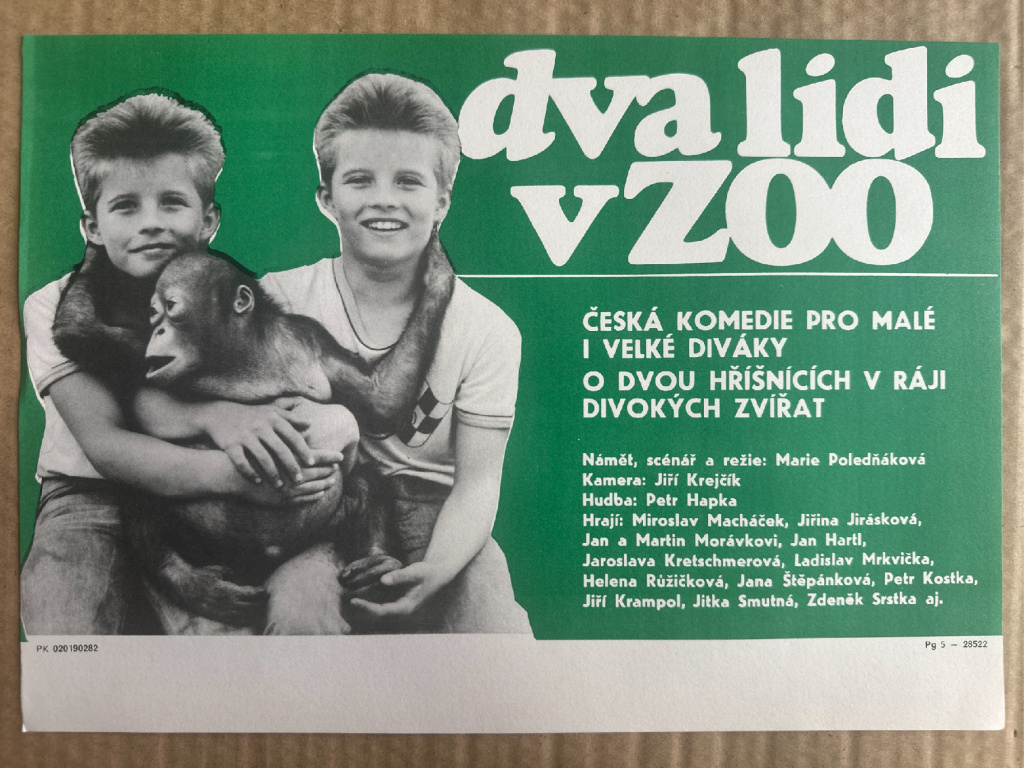 dva lidi
v ZOO
ČESKÁ KOMEDIE PRO MALÉ
I VELKÉ DIVÁKY
O DVOU HŘÍŠNÍCÍCH V RÁJI
DIVOKÝCH ZVÍŘAT
Námět, scénář a režie: Marie Poledňáková
Kamera: Jiří Krejčík
Hudba: Petr Hapka
Hrají: Miroslav Macháček, Jiřina Jirásková,
Jan a Martin Morávkovi, Jan Hartl,
Jaroslava Kretschmerová, Ladislav Mrkvička,
Helena Růžičková, Jana Štěpánková, Petr Kostka,
Jiří Krampol, Jitka Smutná, Zdeněk Srstka aj.
PK 020190282
Pg 5 — 28522